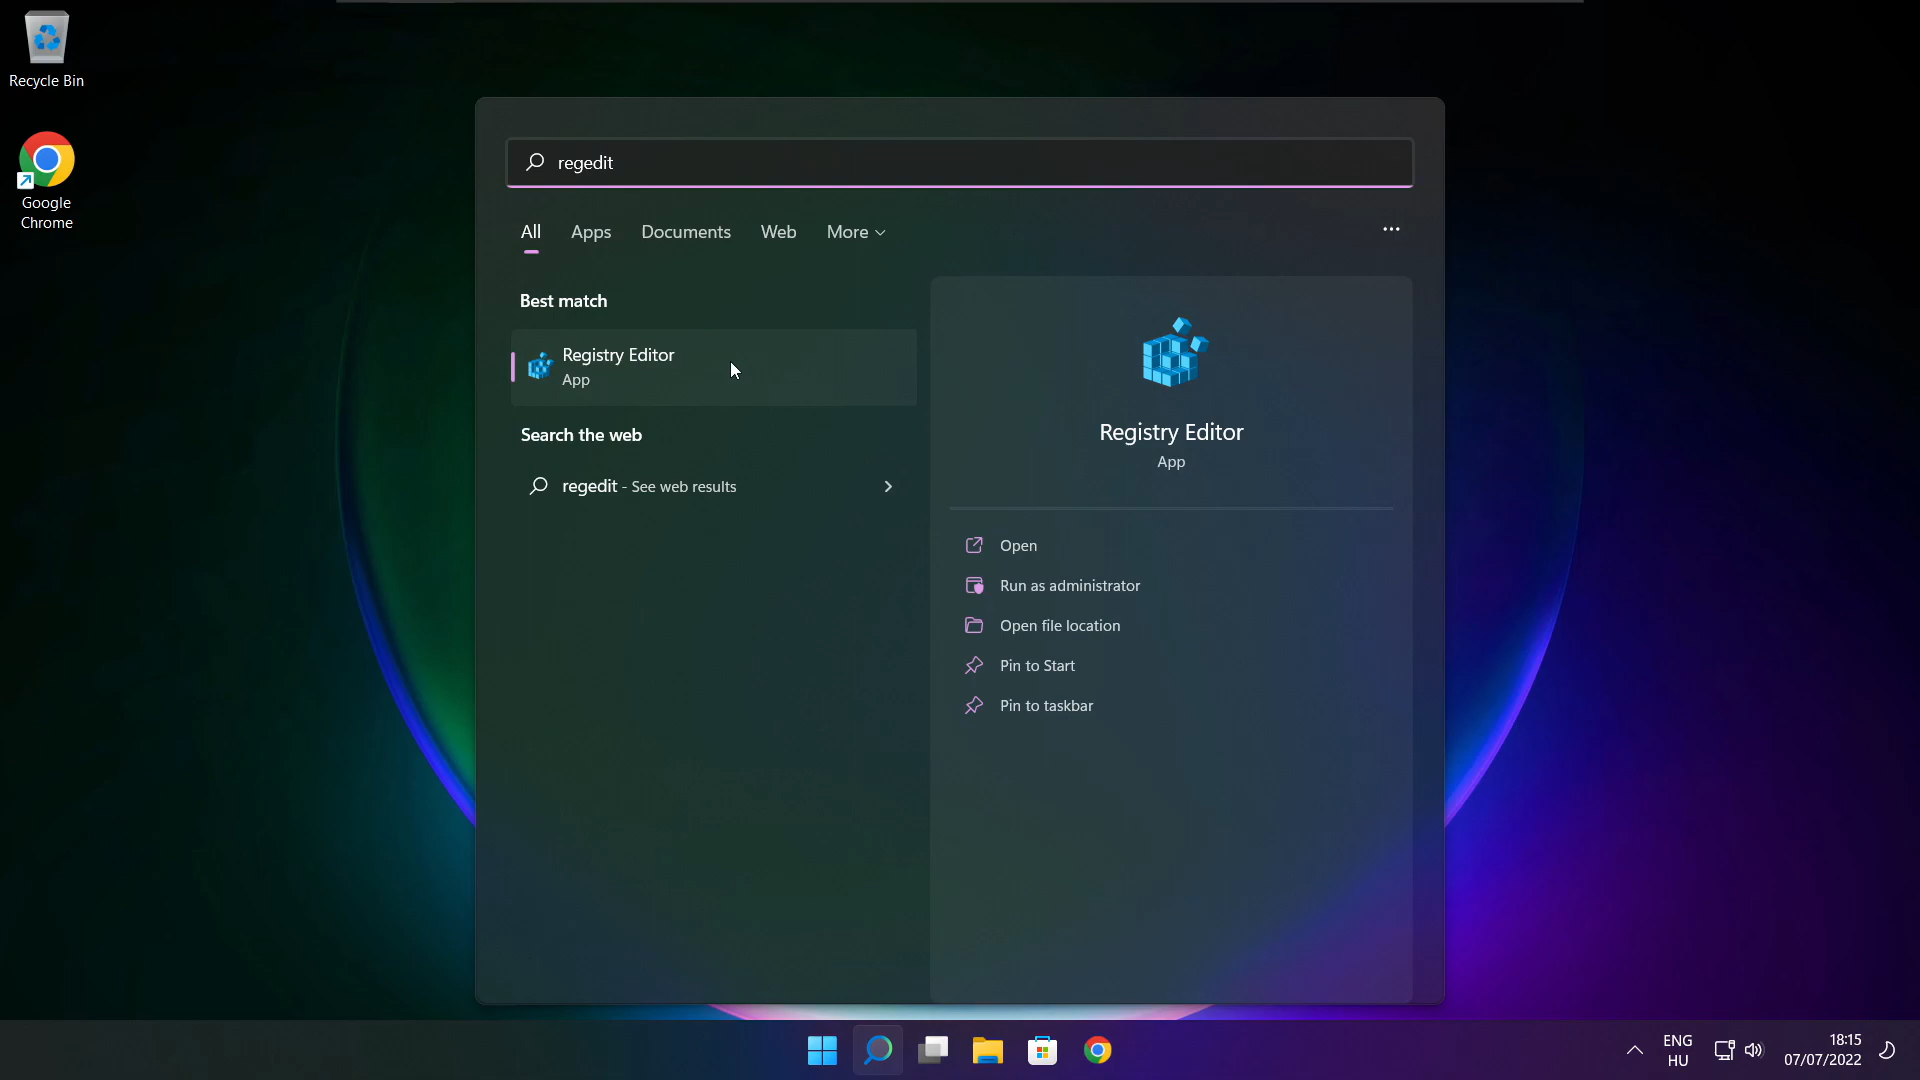 Recycle Bin
Google
Chrome
regedit
All Apps Documents Web More
Best match
Registry Editor
App
Search the web
regedit - See web results
Registry Editor
App
Open
Run as administrator
Open file location
Pin to Start
Pin to taskbar
ENG
HU
18:15
07/07/2022